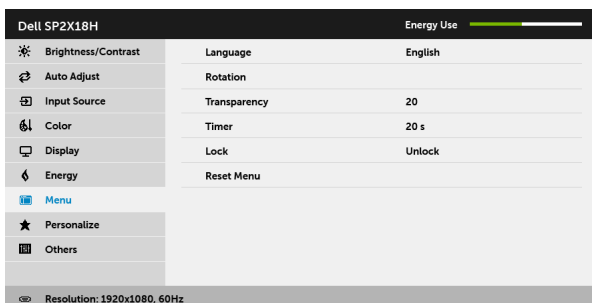 Dell SP2X18H Energy Use
Brightness/Contrast Language English
Auto Adjust Rotation
Input Source Transparency 20
Color Timer 20 s
Display Lock Unlock
Energy Reset Menu
Menu
Personalize
Others
Resolution: 1920x1080, 60Hz